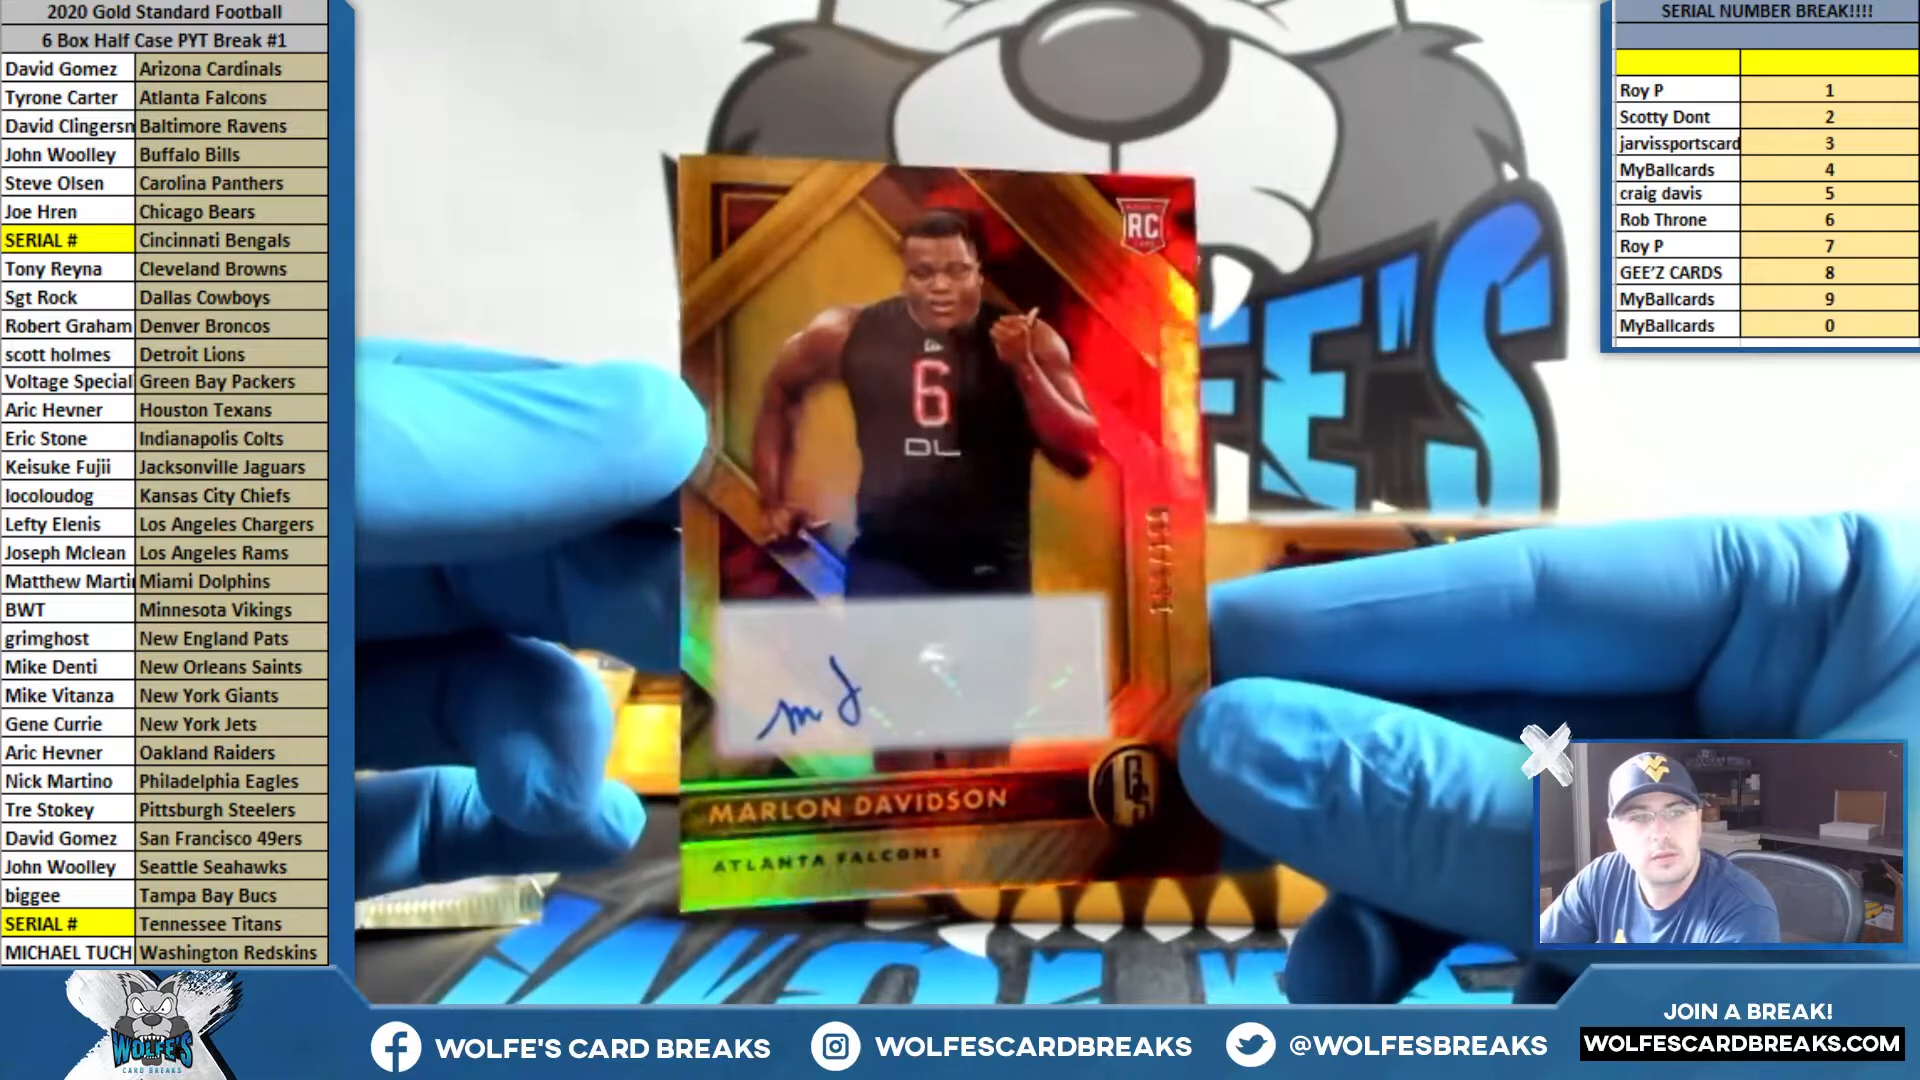 2020 Gold Standard Football
6 Box Half Case PYT Break #1
David Gomez Arizona Cardinals
Tyrone Carter Atlanta Falcons
David Clingersn Baltimore Ravens
John Woolley Buffalo Bills
Steve Olsen Carolina Panthers
Joe Hren Chicago Bears
SERIAL # Cincinnati Bengals
Tony Reyna Cleveland Browns
Sgt Rock Dallas Cowboys
Robert Graham Denver Broncos
scott holmes Detroit Lions
Voltage Special Green Bay Packers
Aric Hevner Houston Texans
Eric Stone Indianapolis Colts
Keisuke Fujii Jacksonville Jaguars
locoloudog Kansas City Chiefs
Lefty Elenis Los Angeles Chargers
Joseph Mclean Los Angeles Rams
Matthew Marti Miami Dolphins
BWT Minnesota Vikings
grimghost New England Pats
Mike Denti New Orleans Saints
Mike Vitanza New York Giants
Gene Currie New York Jets
Aric Hevner Oakland Raiders
Nick Martino Philadelphia Eagles
Tre Stokey Pittsburgh Steelers
David Gomez San Francisco 49ers
John Woolley Seattle Seahawks
biggee Tampa Bay Bucs
SERIAL # Tennessee Titans
MICHAEL TUCH Washington Redskins
SERIAL NUMBER BREAK!!!!
Roy P 1
Scotty Dont 2
jarvissportscard 3
MyBallcards 4
craig davis 5
Rob Throne 6
Roy P 7
GEE'Z CARDS 8
MyBallcards 9
MyBallcards 0
RC
6
DL
MARLON DAVIDSON
ATLANTA FALCONS
GS
WOLFE'S
CARD BREAKS
WOLFE'S CARD BREAKS
WOLFESCARDBREAKS
@WOLFESBREAKS
JOIN A BREAK!
WOLFESCARDBREAKS.COM